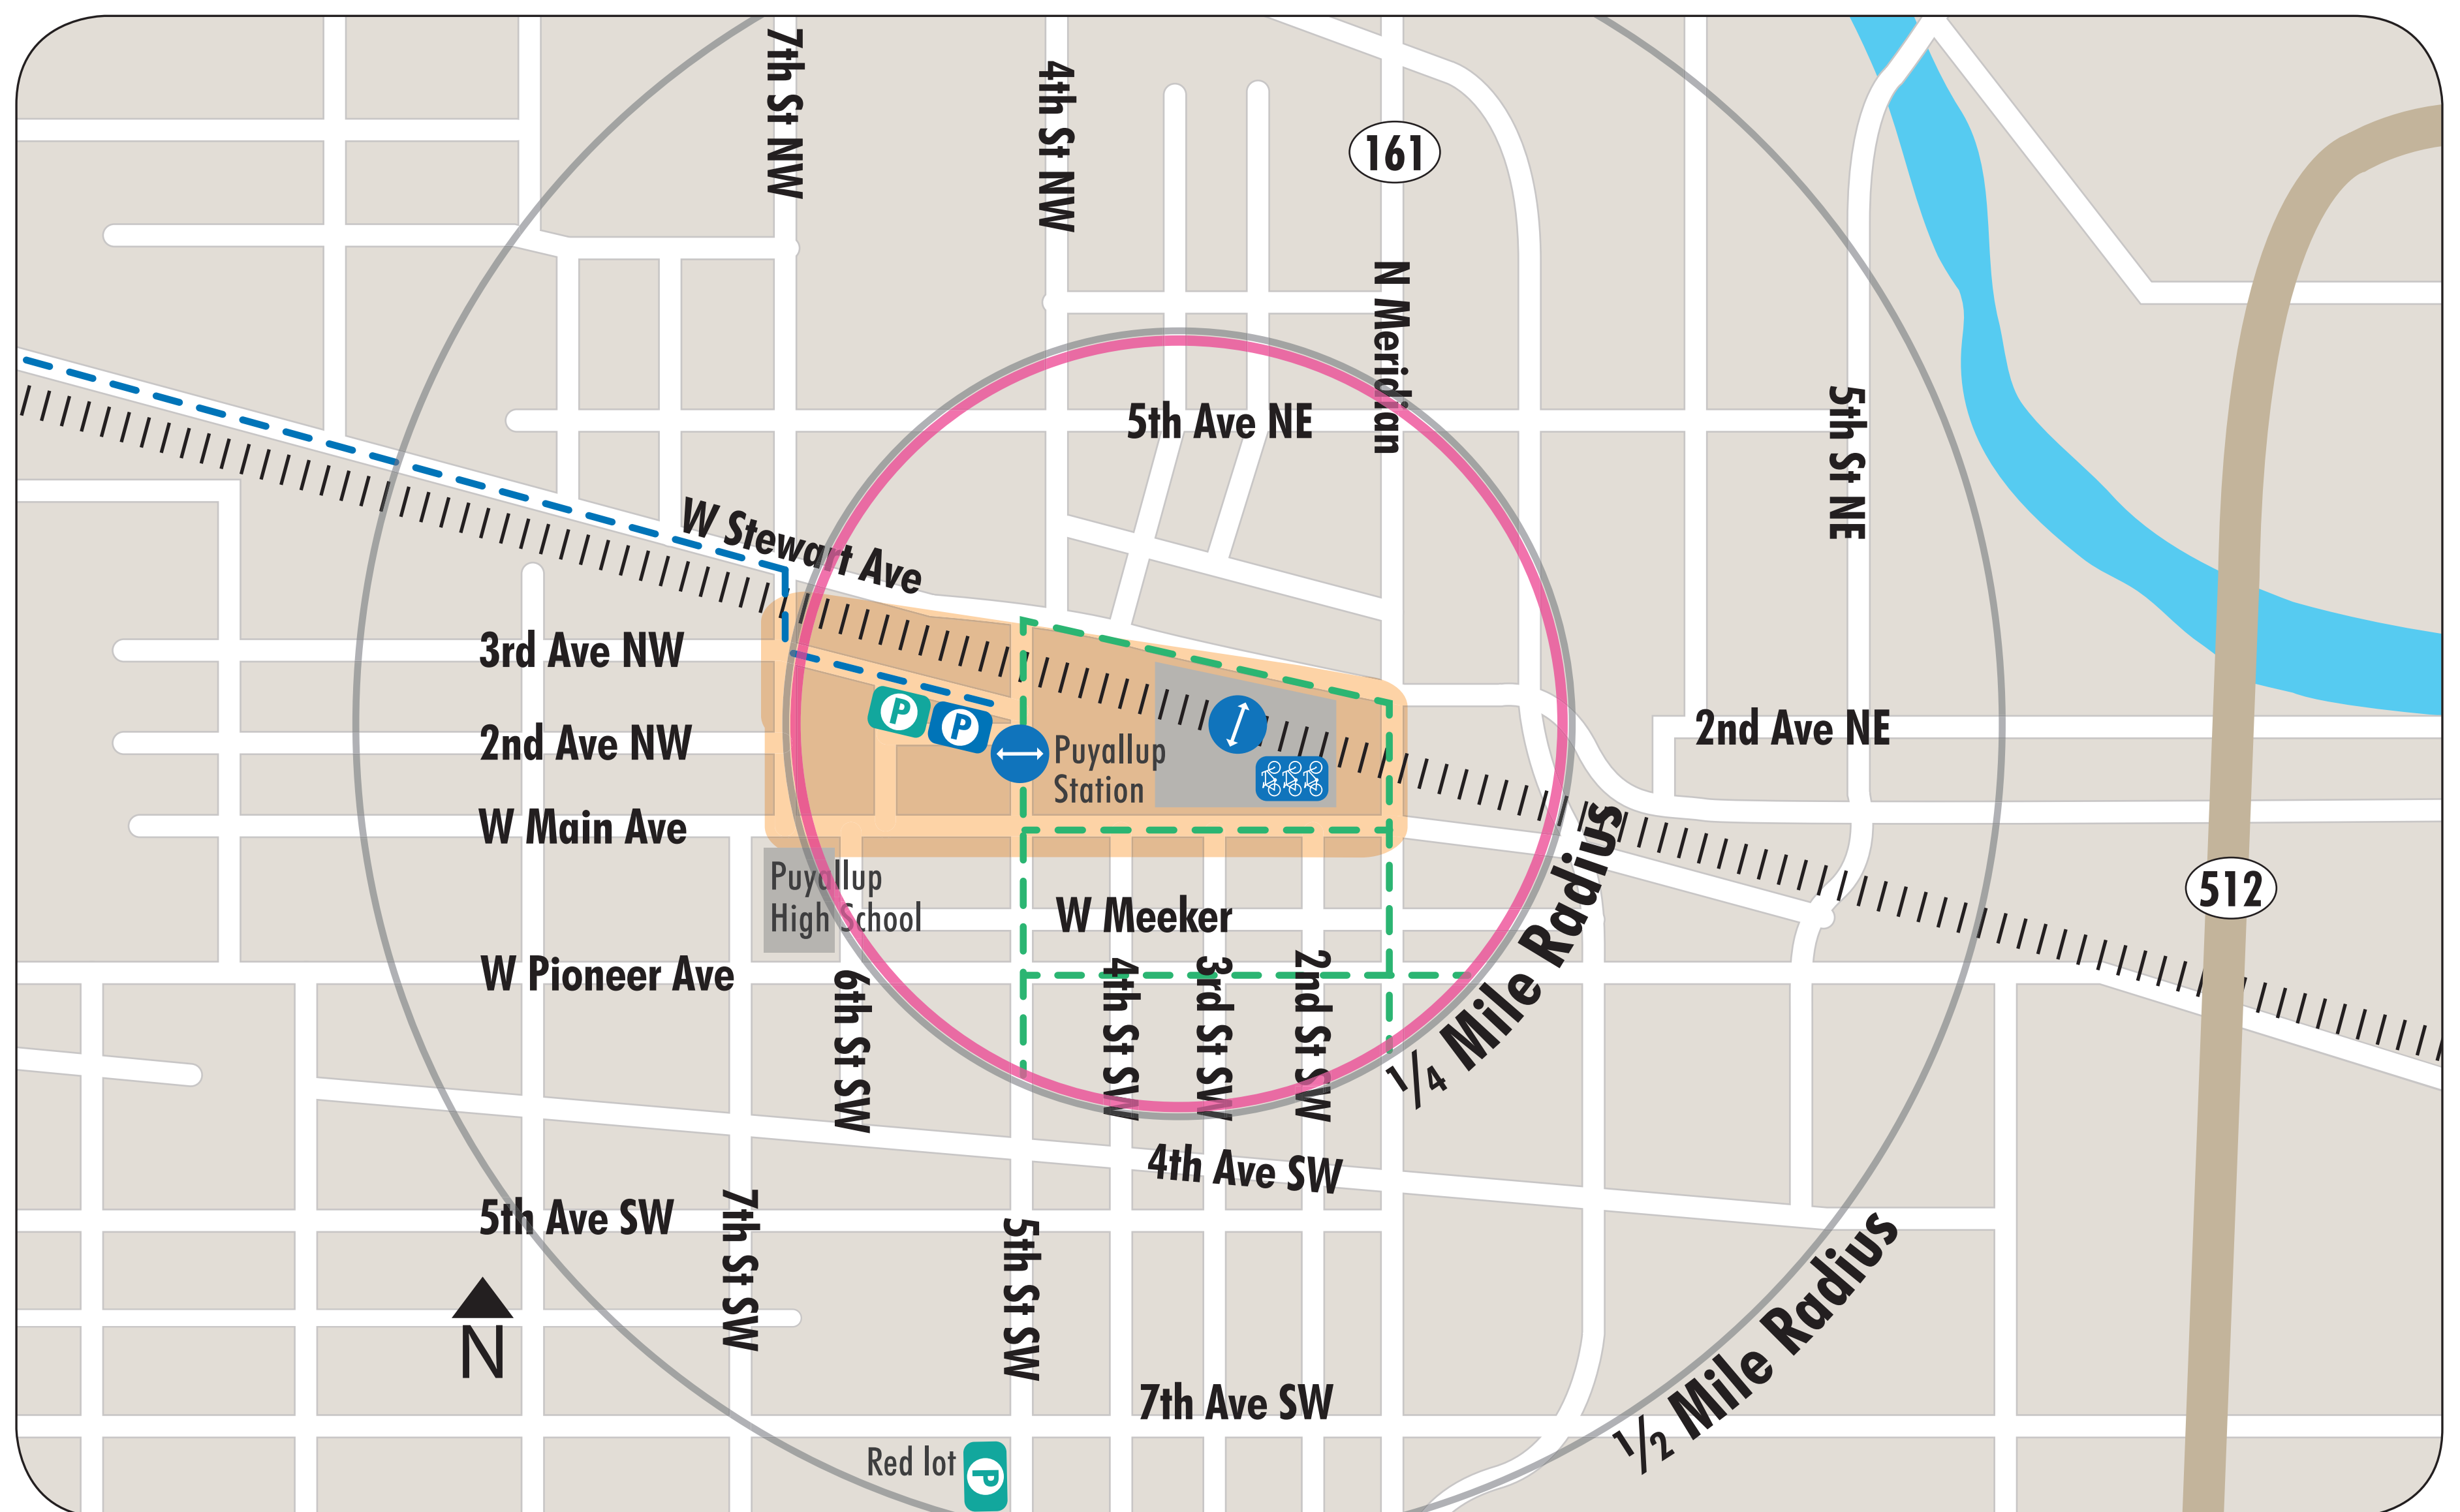 7th St NW
4th St NW
161
N Meridian
5th Ave NE
5th St NE
W Stewart Ave
3rd Ave NW
P
P
2nd Ave NW
Puyallup
Station
2nd Ave NE
W Main Ave
Puyallup
High School
W Meeker
512
W Pioneer Ave
6th St SW
4th St SW
3rd St SW
2nd St SW
1/4 Mile Radius
4th Ave SW
5th Ave SW
7th St SW
5th St SW
1/2 Mile Radius
N
7th Ave SW
Red lot
P